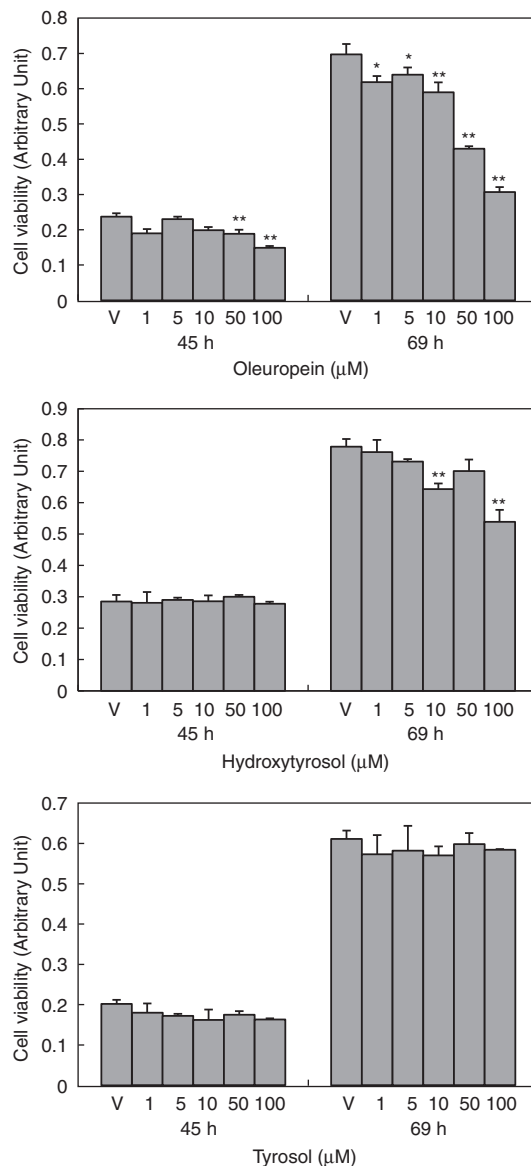 Cell viability (Arbitrary Unit)
0.8
0.7
0.6
0.5
0.4
0.3
0.2
0.1
0
** **
* * ** ** **
V 1 5 10 50 100 V 1 5 10 50 100
45 h 69 h
Oleuropein (μM)
Cell viability (Arbitrary Unit)
0.9
0.8
0.7
0.6
0.5
0.4
0.3
0.2
0.1
0
** **
V 1 5 10 50 100 V 1 5 10 50 100
45 h 69 h
Hydroxytyrosol (μM)
Cell viability (Arbitrary Unit)
0.7
0.6
0.5
0.4
0.3
0.2
0.1
0
V 1 5 10 50 100 V 1 5 10 50 100
45 h 69 h
Tyrosol (μM)